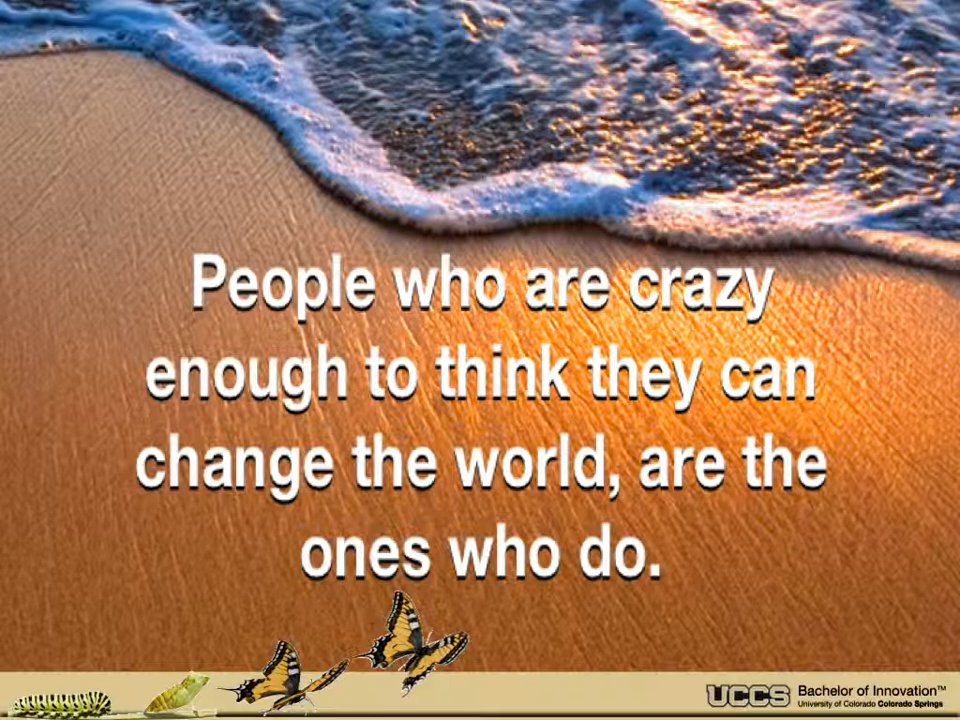 People who are crazy
enough to think they can
change the world, are the
ones who do.
UCCS
Bachelor of Innovation™
University of Colorado Colorado Springs